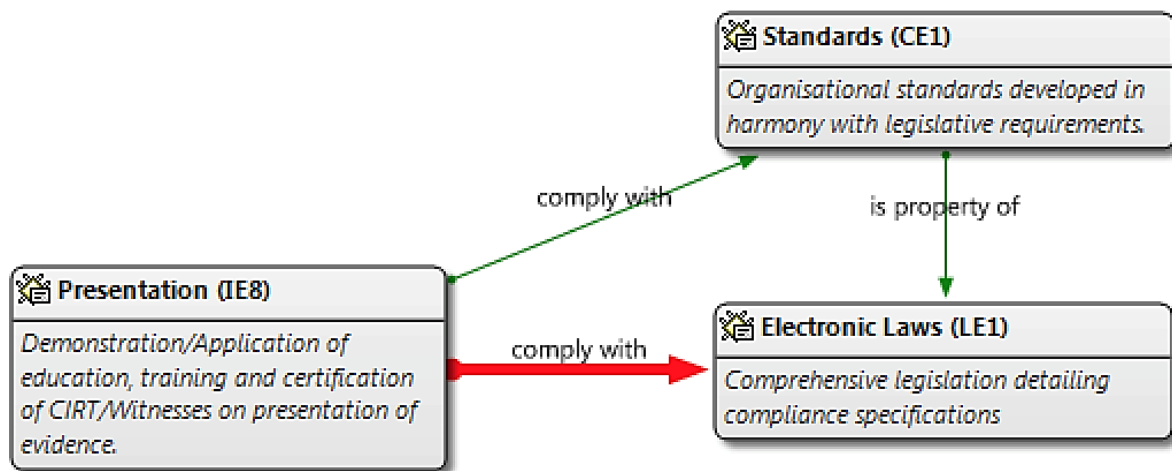 Standards (CE1)
Organisational standards developed in
harmony with legislative requirements.
comply with
is property of
Presentation (IE8)
Demonstration/Application of
education, training and certification
of CIRT/Witnesses on presentation of
evidence.
comply with
Electronic Laws (LE1)
Comprehensive legislation detailing
compliance specifications